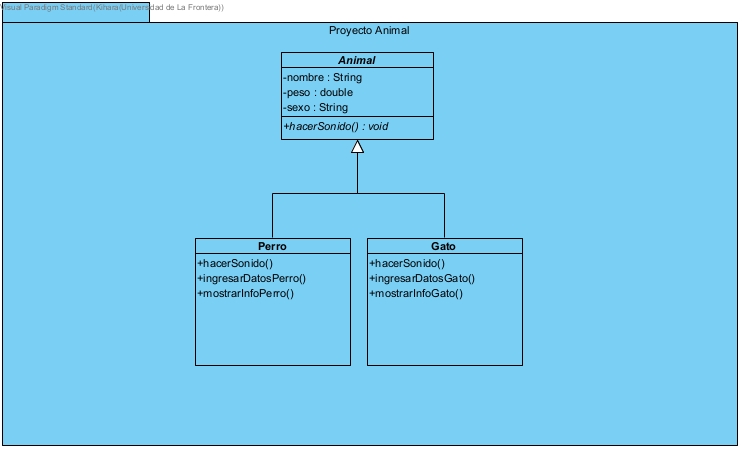 Visual Paradigm Standard(Kihara(Universidad de La Frontera))
Proyecto Animal
Animal
-nombre : String
-peso : double
-sexo : String
+hacerSonido() : void
Perro
+hacerSonido()
+ingresarDatosPerro()
+mostrarInfoPerro()
Gato
+hacerSonido()
+ingresarDatosGato()
+mostrarInfoGato()